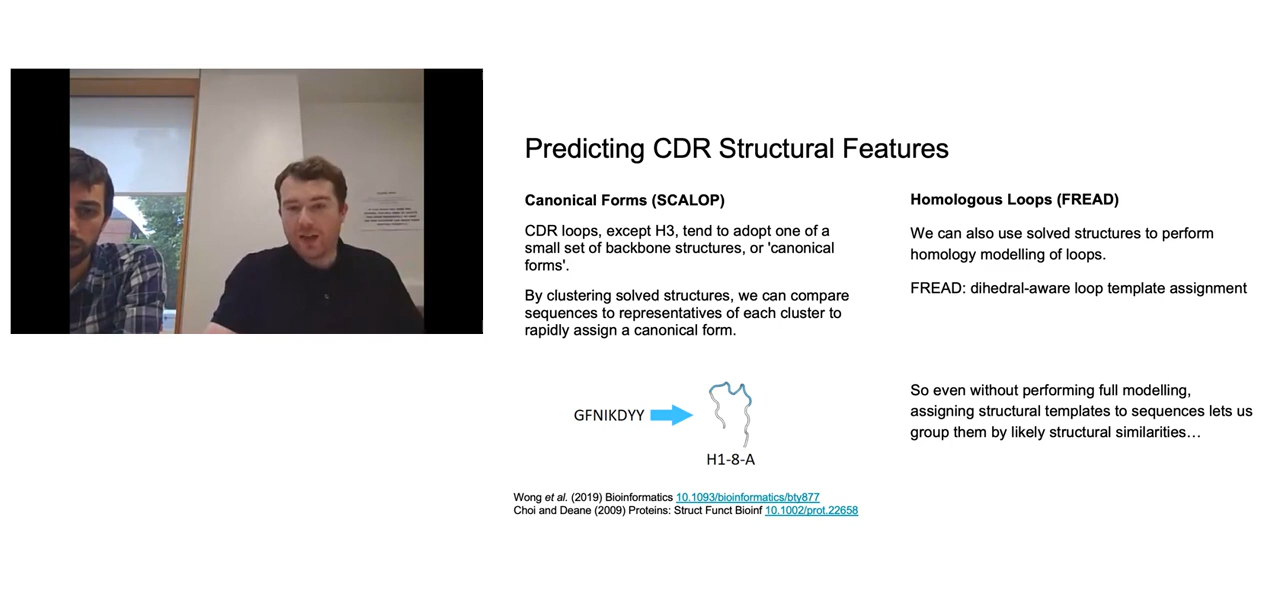 Predicting CDR Structural Features
Canonical Forms (SCALOP)
CDR loops, except H3, tend to adopt one of a
small set of backbone structures, or 'canonical
forms'.
By clustering solved structures, we can compare
sequences to representatives of each cluster to
rapidly assign a canonical form.
GFNIKDYY
H1-8-A
Homologous Loops (FREAD)
We can also use solved structures to perform
homology modelling of loops.
FREAD: dihedral-aware loop template assignment
So even without performing full modelling,
assigning structural templates to sequences lets us
group them by likely structural similarities…
Wong et al. (2019) Bioinformatics 10.1093/bioinformatics/bty877
Choi and Deane (2009) Proteins: Struct Funct Bioinf 10.1002/prot.22658